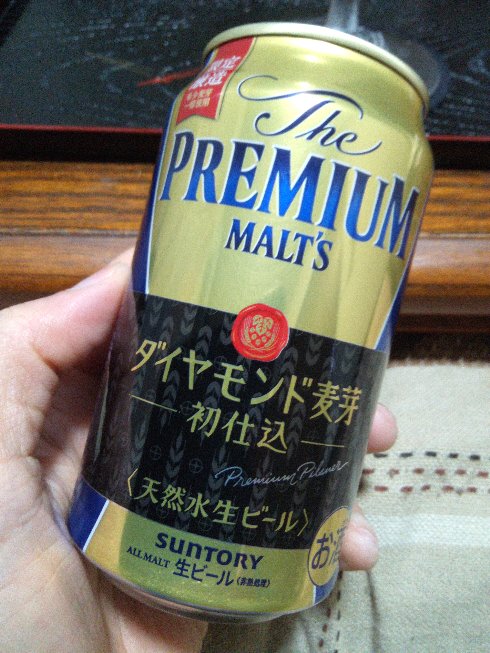 限定
醸造
The
PREMIUM
MALT'S
ダイヤモンド麦芽
初仕込
Premium Pilsner
〈天然水生ビール〉
お酒
SUNTORY
ALL MALT 生ビール(非熱処理)